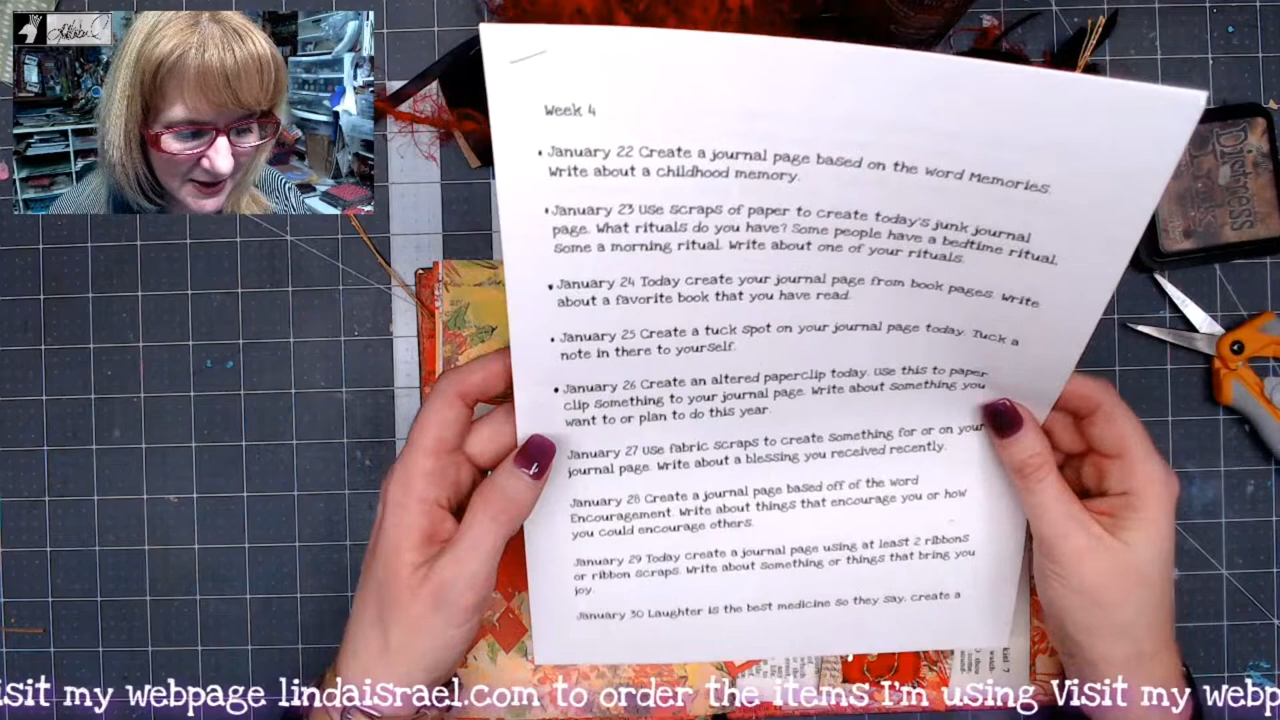 Week 4
• January 22 Create a journal page based on the Word Memories.
Write about a childhood memory.
• January 23 Use scraps of paper to create today's junk journal
page. What rituals do you have? Some people have a bedtime ritual,
some a morning ritual. Write about one of your rituals.
• January 24 Today create your journal page from book pages. Write
about a favorite book that you have read.
• January 25 Create a tuck spot on your journal page today. Tuck a
note in there to yourself.
• January 26 Create an altered paperclip today. Use this to paper
clip something to your journal page. Write about something you
want to or plan to do this year.
January 27 Use fabric scraps to create something for or on your
journal page. Write about a blessing you received recently.
January 28 Create a journal page based off of the word
Encouragement. Write about things that encourage you or how
you could encourage others.
January 29 Today create a journal page using at least 2 ribbons
or ribbon scraps. Write about something or things that bring you
joy.
January 30 Laughter is the best medicine so they say. Create a
Distress
isit my webpage lindaisrael.com to order the items I'm using Visit my webp